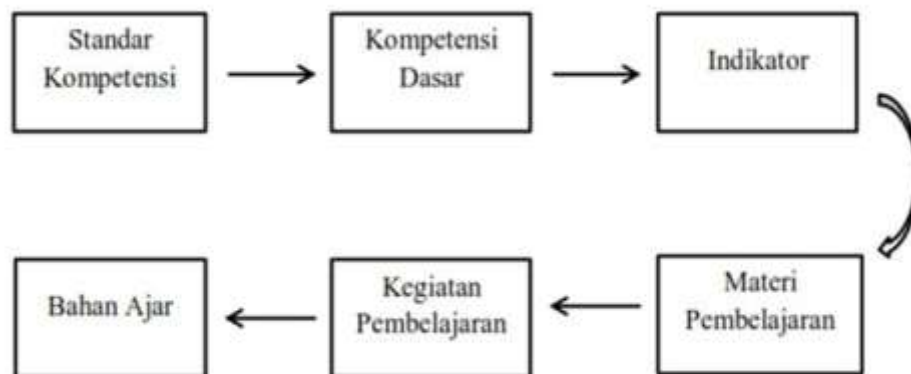 Standar
Kompetensi
Kompetensi
Dasar
Indikator
Materi
Pembelajaran
Kegiatan
Pembelajaran
Bahan Ajar